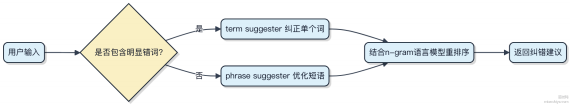 用户输入
是否包含明显错词?
是
term suggester 纠正单个词
否
phrase suggester 优化短语
结合n-gram语言模型重排序
返回纠错建议